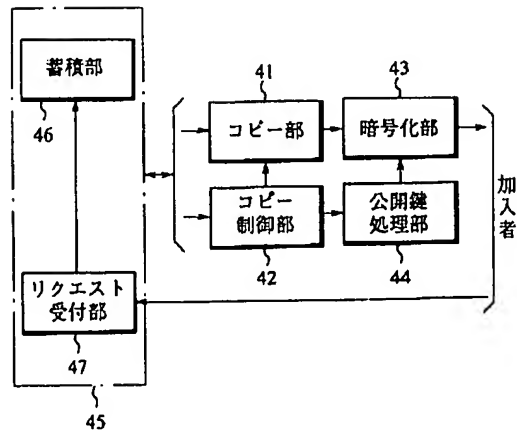 蓄積部
46
41
コピー部
43
暗号化部
コピー
制御部
42
公開鍵
処理部
44
加入者
リクエスト
受付部
47
45